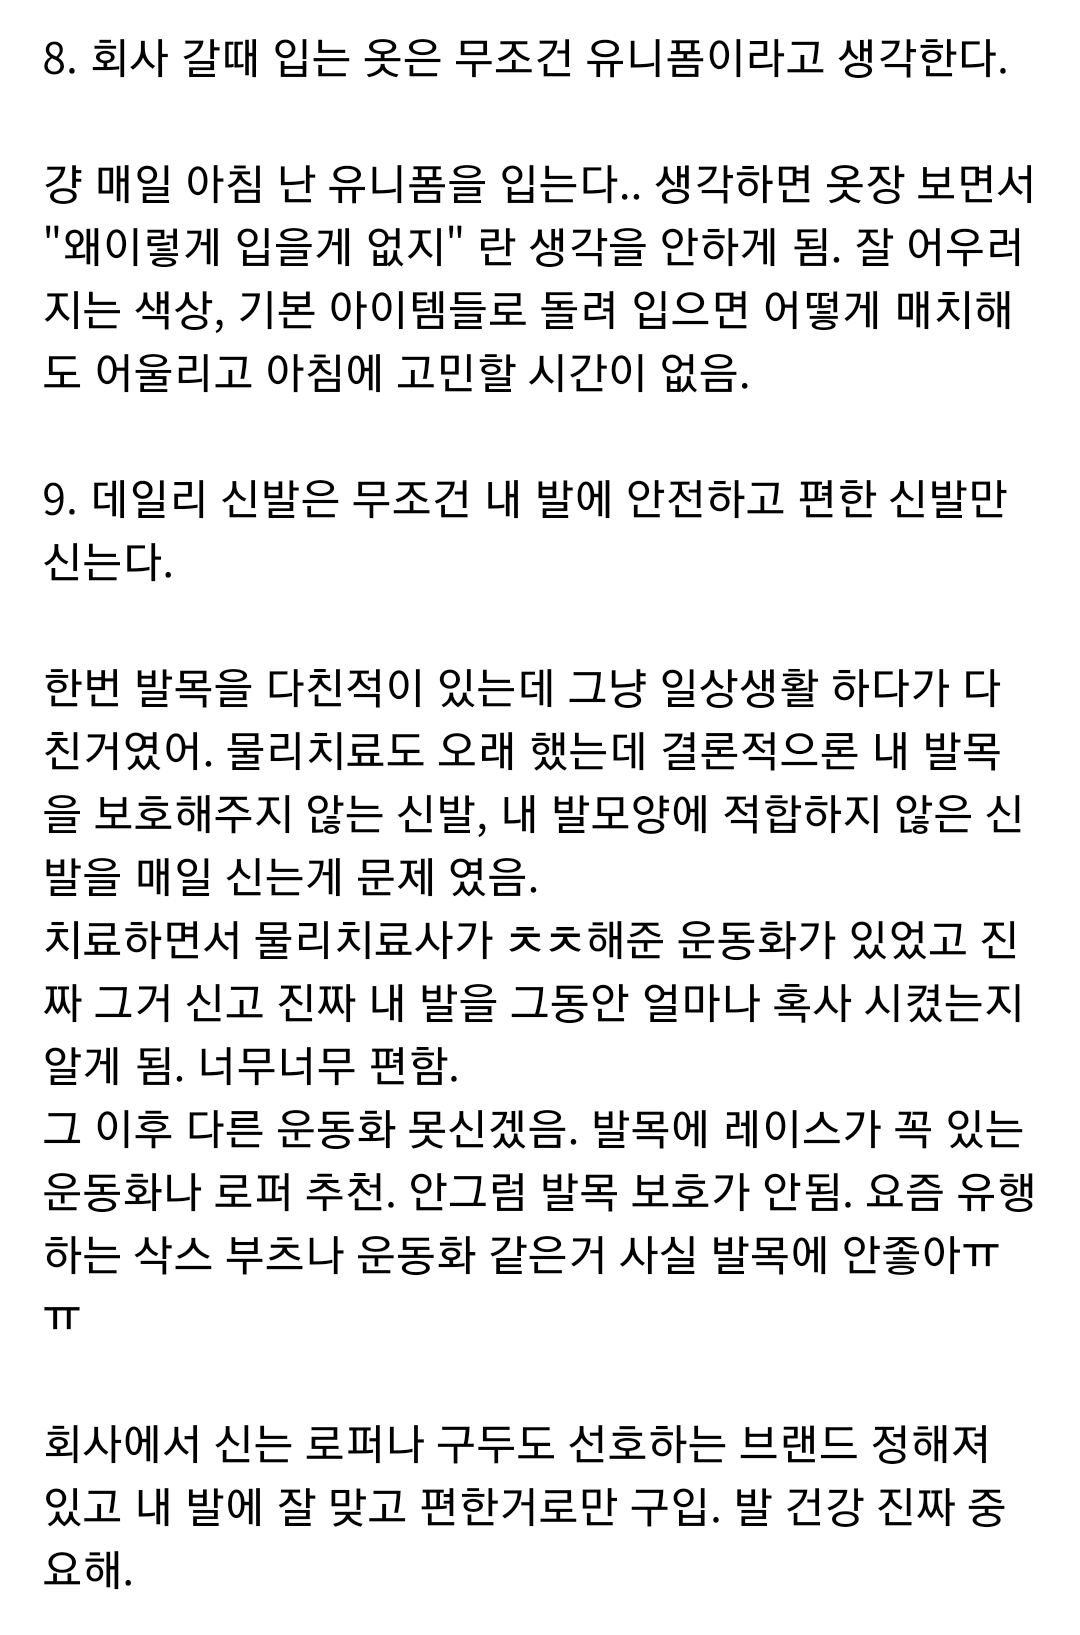 8. 회사 갈때 입는 옷은 무조건 유니폼이라고 생각한다.
걍 매일 아침 난 유니폼을 입는다.. 생각하면 옷장 보면서
"왜이렇게 입을게 없지" 란 생각을 안하게 됨. 잘 어우러
지는 색상, 기본 아이템들로 돌려 입으면 어떻게 매치해
도 어울리고 아침에 고민할 시간이 없음.
9. 데일리 신발은 무조건 내 발에 안전하고 편한 신발만
신는다.
한번 발목을 다친적이 있는데 그냥 일상생활 하다가 다
친거였어. 물리치료도 오래 했는데 결론적으론 내 발목
을 보호해주지 않는 신발, 내 발모양에 적합하지 않은 신
발을 매일 신는게 문제 였음.
치료하면서 물리치료사가 ㅊㅊ해준 운동화가 있었고 진
짜 그거 신고 진짜 내 발을 그동안 얼마나 혹사 시켰는지
알게 됨. 너무너무 편함.
그 이후 다른 운동화 못신겠음. 발목에 레이스가 꼭 있는
운동화나 로퍼 추천. 안그럼 발목 보호가 안됨. 요즘 유행
하는 삭스 부츠나 운동화 같은거 사실 발목에 안좋아ㅠ
ㅠ
회사에서 신는 로퍼나 구두도 선호하는 브랜드 정해져
있고 내 발에 잘 맞고 편한거로만 구입. 발 건강 진짜 중
요해.